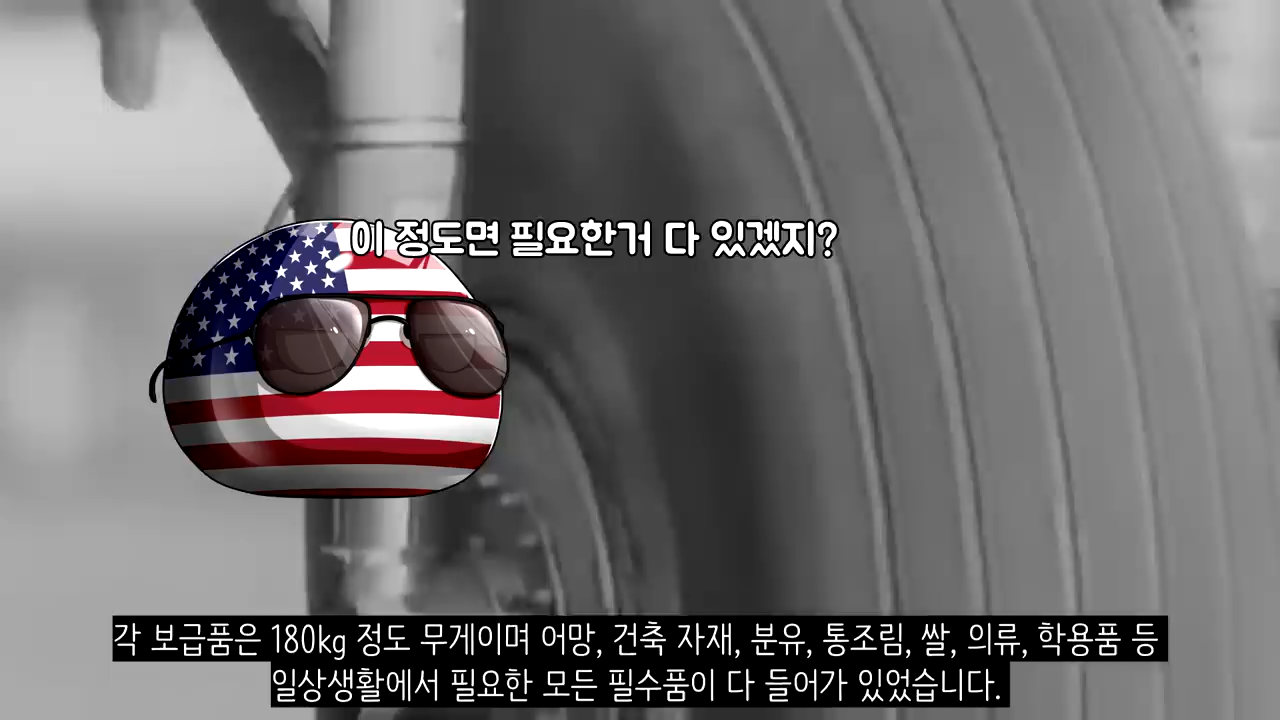 이 정도면 필요한거 다 있겠지?
각 보급품은 180kg 정도 무게이며 어망, 건축 자재, 분유, 통조림, 쌀, 의류, 학용품 등
일상생활에서 필요한 모든 필수품이 다 들어가 있었습니다.